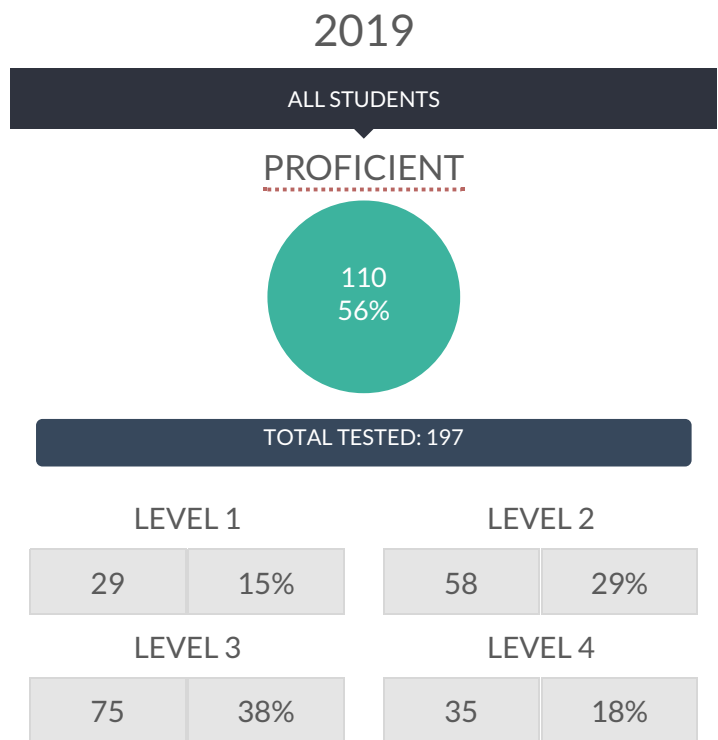 2019
ALL STUDENTS
PROFICIENT
110
56%
TOTAL TESTED: 197
LEVEL 1 LEVEL 2
29 15% 58 29%
LEVEL 3 LEVEL 4
75 38% 35 18%